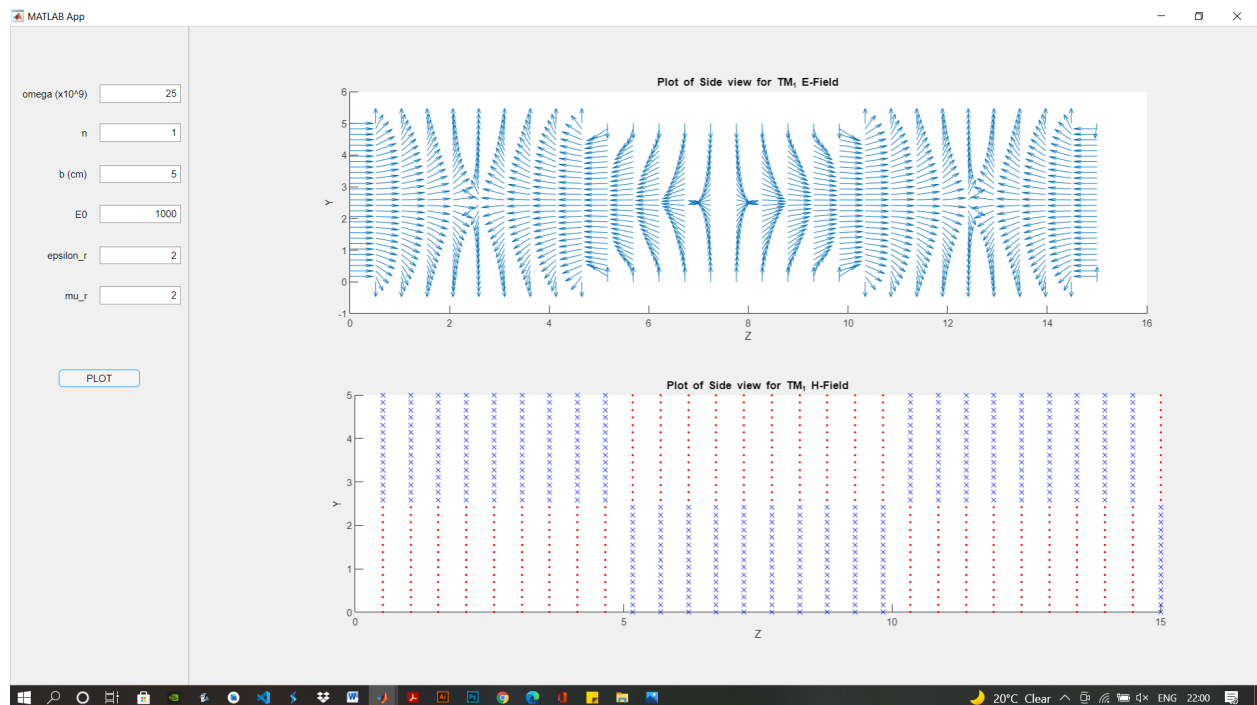 MATLAB App
omega (x10^9) 25
n 1
b (cm) 5
E0 1000
epsilon_r 2
mu_r 2
PLOT
Plot of Side view for TM₁ E-Field
6
5
4
3
2
1
0
-1
Y
0 2 4 6 8 10 12 14 16
Z
Plot of Side view for TM₁ H-Field
5
4
3
2
1
0
Y
0 5 10 15
Z
20°C Clear ENG 22:00